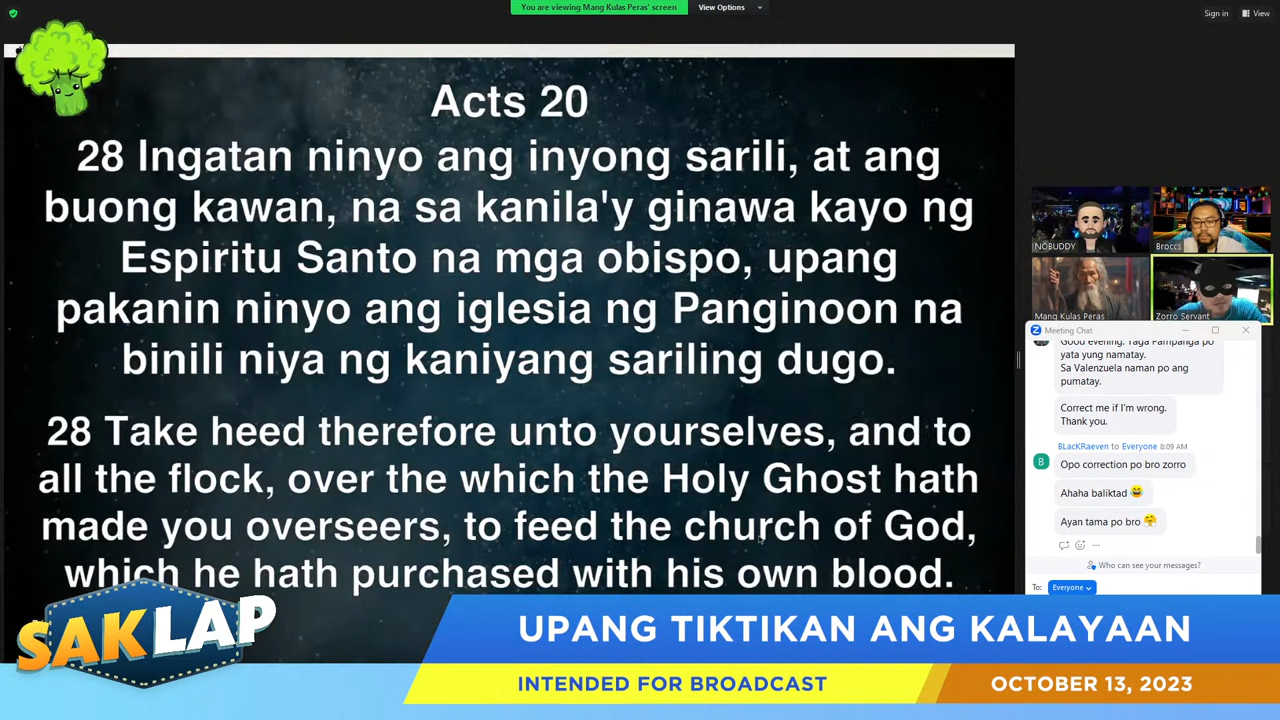 You are viewing Mang Kulas Peras' screen
View Options
Sign in
View
Acts 20
28 Ingatan ninyo ang inyong sarili, at ang
buong kawan, na sa kanila'y ginawa kayo ng
Espiritu Santo na mga obispo, upang
pakanin ninyo ang iglesia ng Panginoon na
binili niya ng kaniyang sariling dugo.
28 Take heed therefore unto yourselves, and to
all the flock, over the which the Holy Ghost hath
made you overseers, to feed the church of God,
which he hath purchased with his own blood.
NOBUDDY
Broccs
Mang Kulas Peras
Zorro Servant
Meeting Chat
Good evening. Taga Pampanga po
yata yung namatay.
Sa Valenzuela naman po ang
pumatay.
Correct me if I'm wrong.
Thank you.
BLacKRaeven to Everyone 8:09 AM
B
Opo correction po bro zorro
Ahaha baliktad 😅
Ayan tama po bro 🤗
Who can see your messages?
To: Everyone
SAKLAP
UPANG TIKTIKAN ANG KALAYAAN
INTENDED FOR BROADCAST
OCTOBER 13, 2023